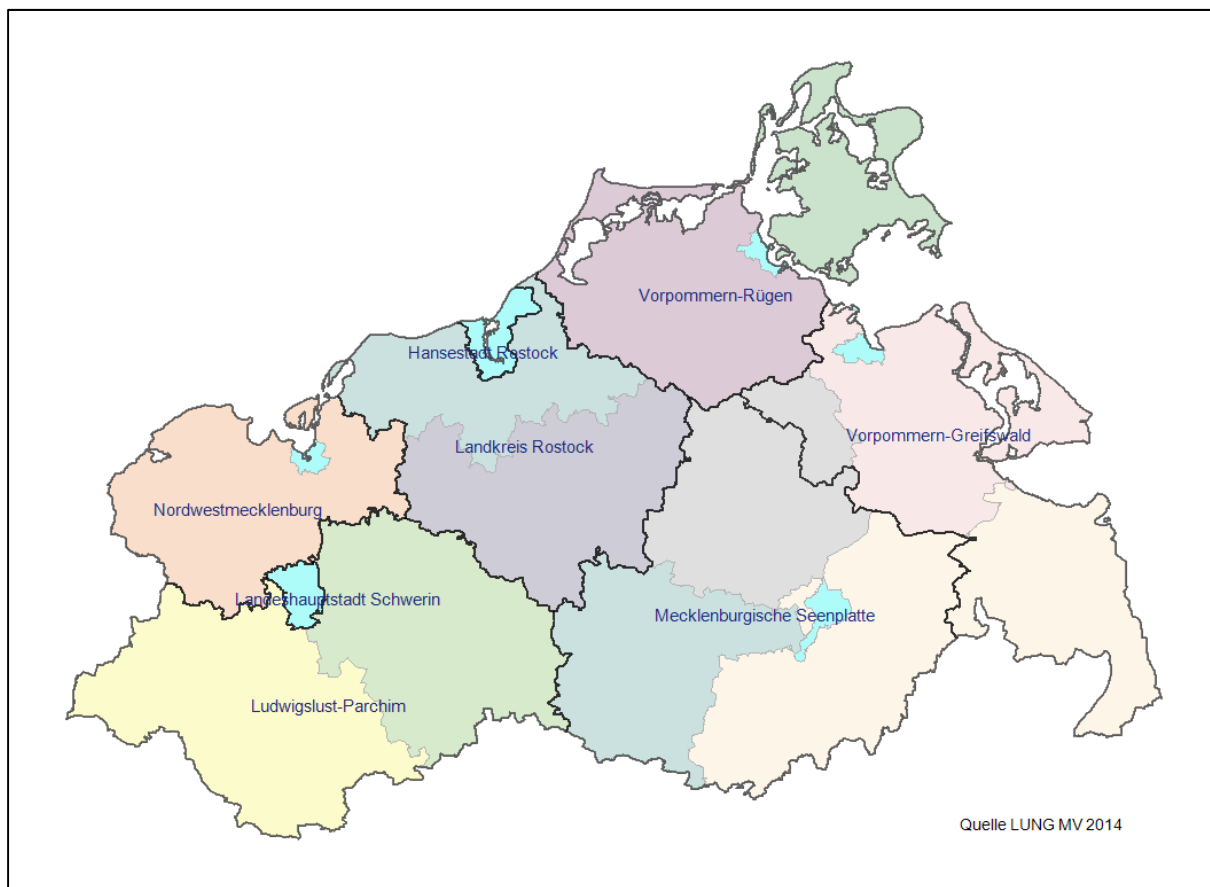 Vorpommern-Rügen
Hansestadt Rostock
Vorpommern-Greifswald
Landkreis Rostock
Nordwestmecklenburg
Landeshauptstadt Schwerin
Mecklenburgische Seenplatte
Ludwigslust-Parchim
Quelle LUNG MV 2014